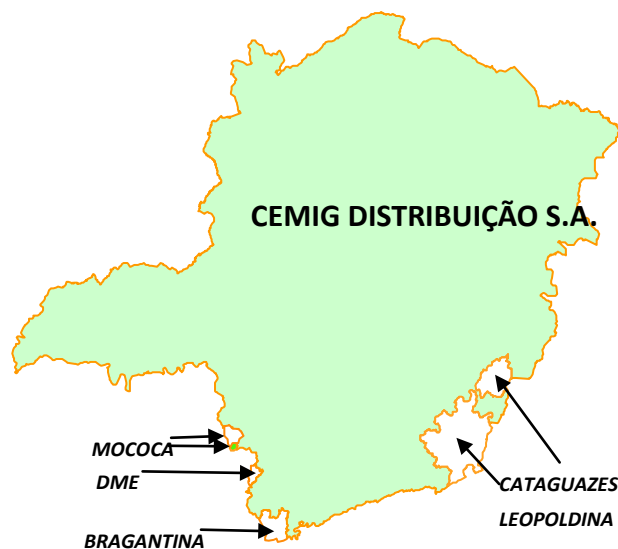 CEMIG DISTRIBUIÇÃO S.A.
MOCOCA
DME
BRAGANTINA
CATAGUAZES
LEOPOLDINA